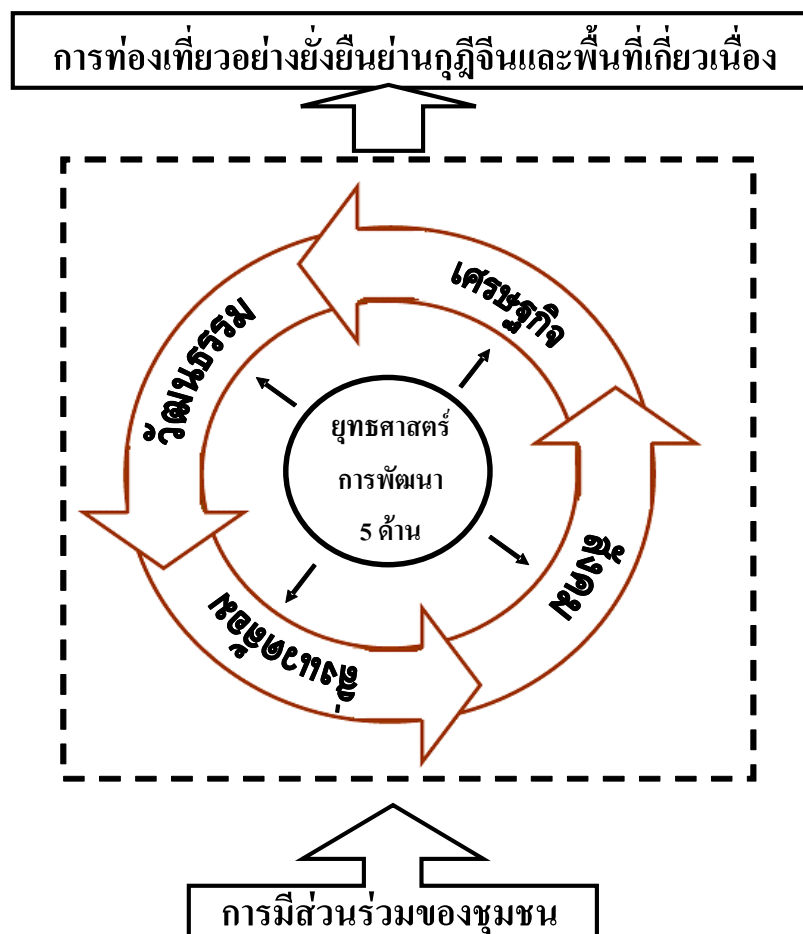 การท่องเที่ยวอย่างยั่งยืนย่านกุฎีจีนและพื้นที่เกี่ยวเนื่อง
เศรษฐกิจ
วัฒนธรรม
ยุทธศาสตร์
การพัฒนา
5 ด้าน
สังคม
สิ่งแวดล้อม
การมีส่วนร่วมของชุมชน